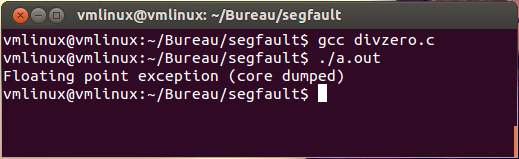 vmlinux@vmlinux: ~/Bureau/segfault
vmlinux@vmlinux:~/Bureau/segfault$ gcc divzero.c
vmlinux@vmlinux:~/Bureau/segfault$ ./a.out
Floating point exception (core dumped)
vmlinux@vmlinux:~/Bureau/segfault$